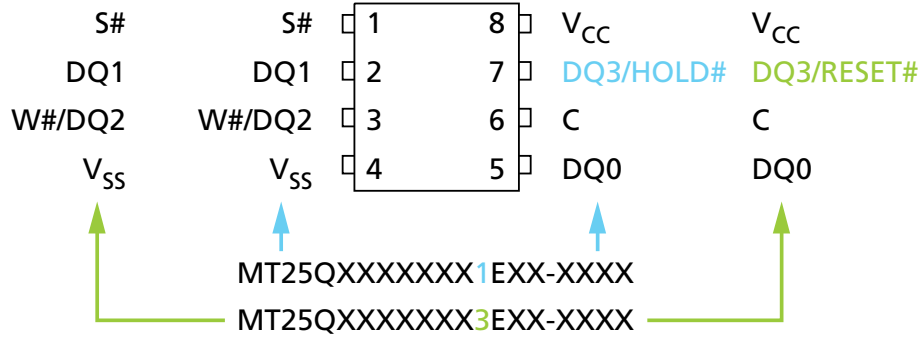 S# S# 1 8 VCC VCC
DQ1 DQ1 2 7 DQ3/HOLD# DQ3/RESET#
W#/DQ2 W#/DQ2 3 6 C C
VSS VSS 4 5 DQ0 DQ0
MT25QXXXXXXX1EXX-XXXX
MT25QXXXXXXX3EXX-XXXX